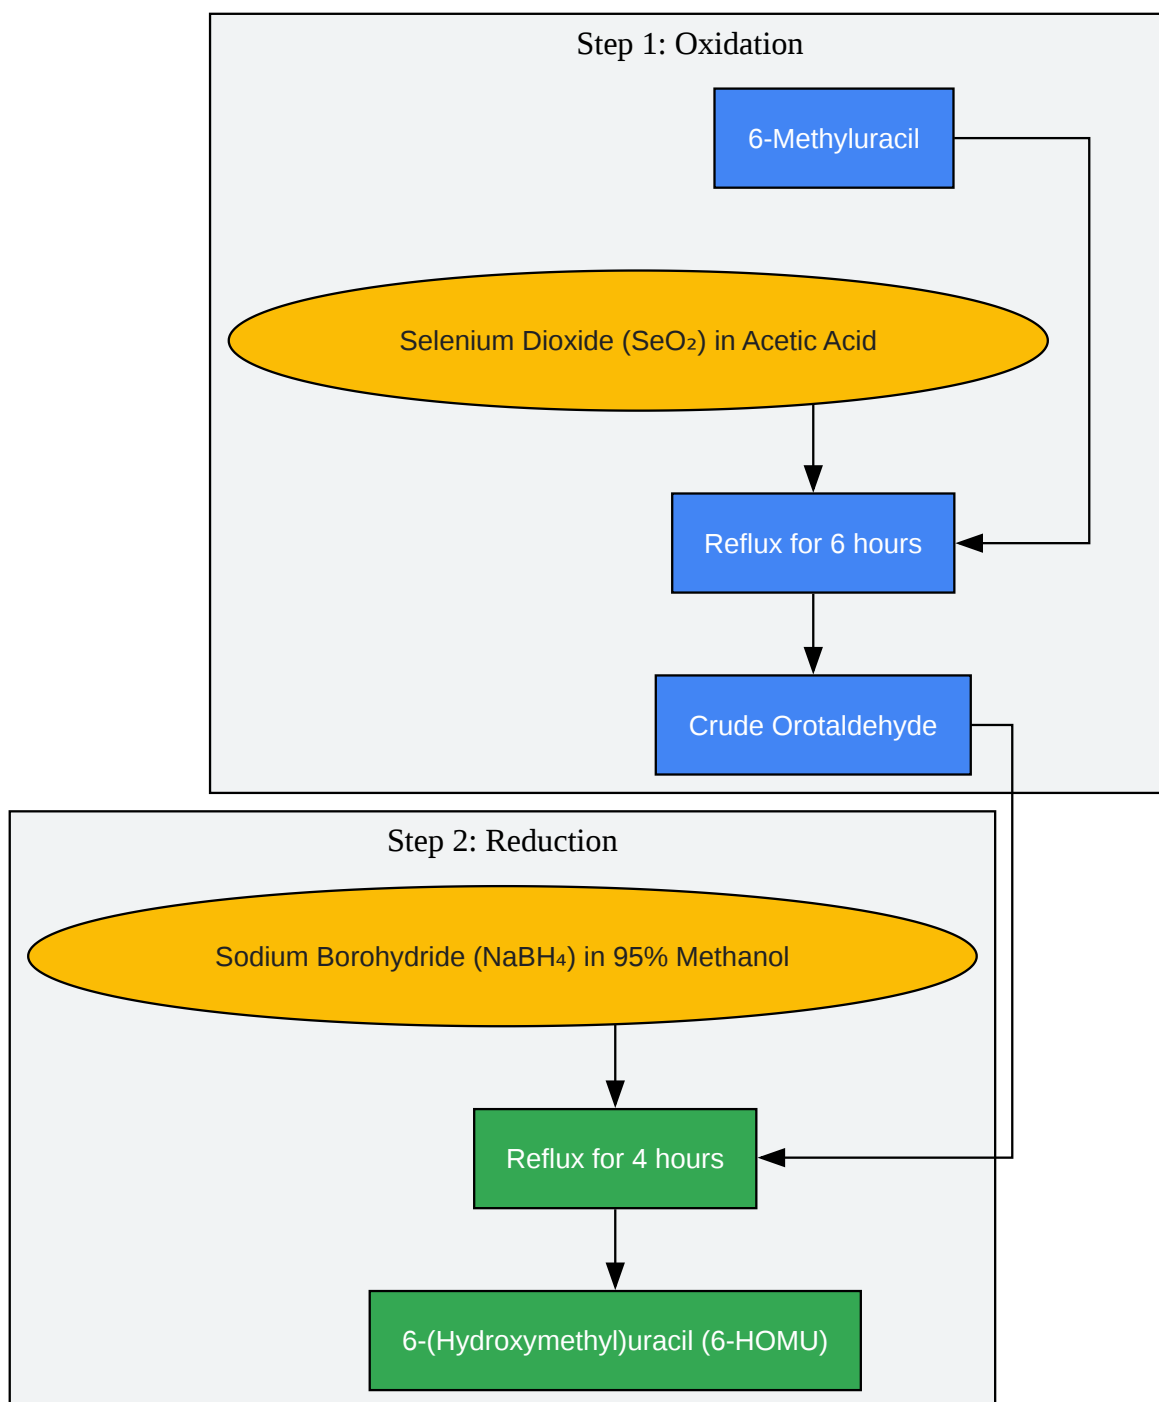 Step 1: Oxidation
6-Methyluracil
Selenium Dioxide (SeO₂) in Acetic Acid
Reflux for 6 hours
Crude Orotaldehyde
Step 2: Reduction
Sodium Borohydride (NaBH₄) in 95% Methanol
Reflux for 4 hours
6-(Hydroxymethyl)uracil (6-HOMU)